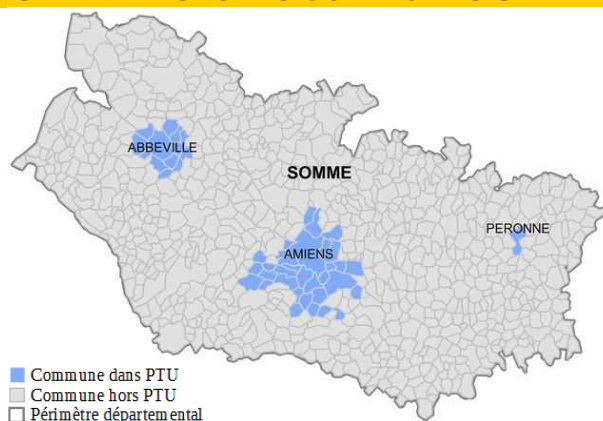 ABBEVILLE
SOMME
PERONNE
AMIENS
Commune dans PTU
Commune hors PTU
Périmètre départemental